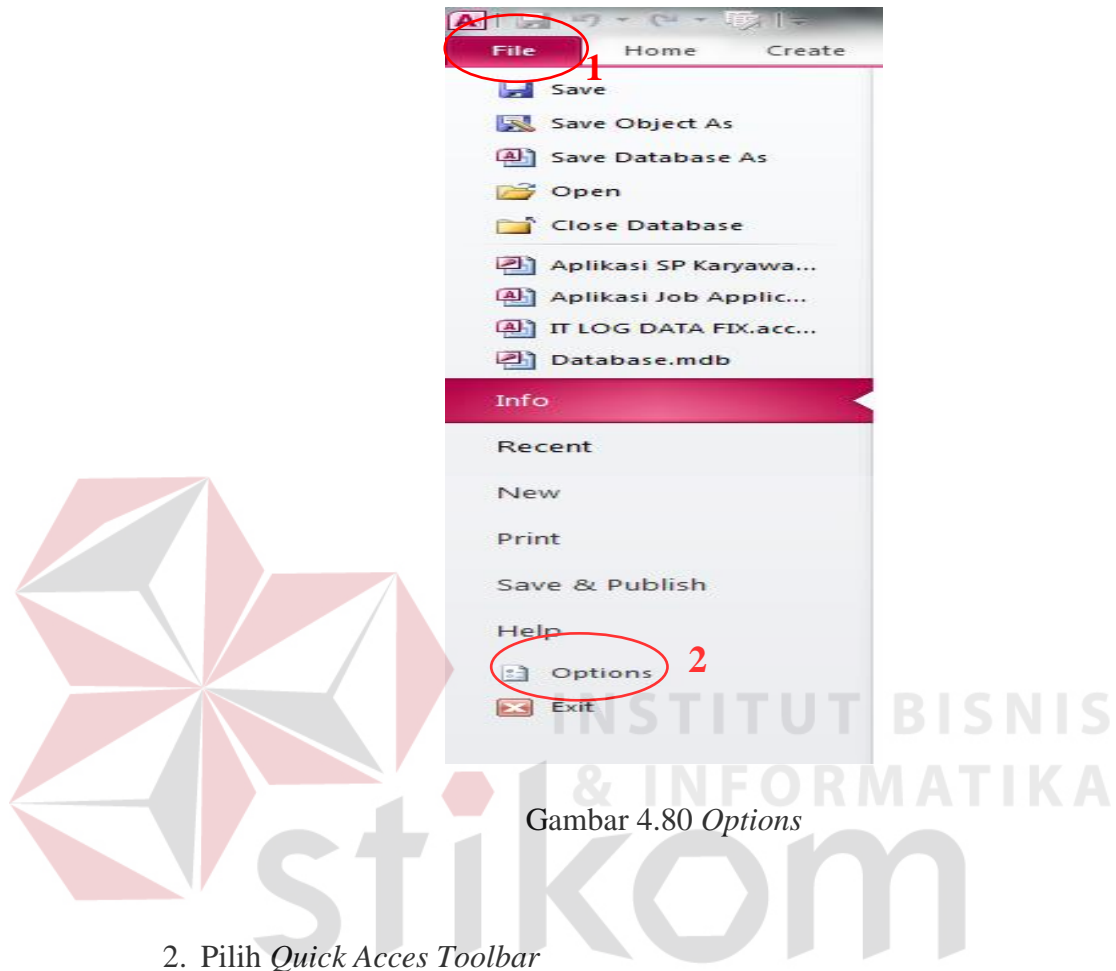 File Home Create
1
Save
Save Object As
Save Database As
Open
Close Database
Aplikasi SP Karyawa...
Aplikasi Job Applic...
IT LOG DATA FIX.acc...
Database.mdb
Info
Recent
New
Print
Save & Publish
Help
Options 2
Exit
INSTITUT BISNIS
& INFORMATIKA
stikom
Gambar 4.80 Options
2. Pilih Quick Acces Toolbar